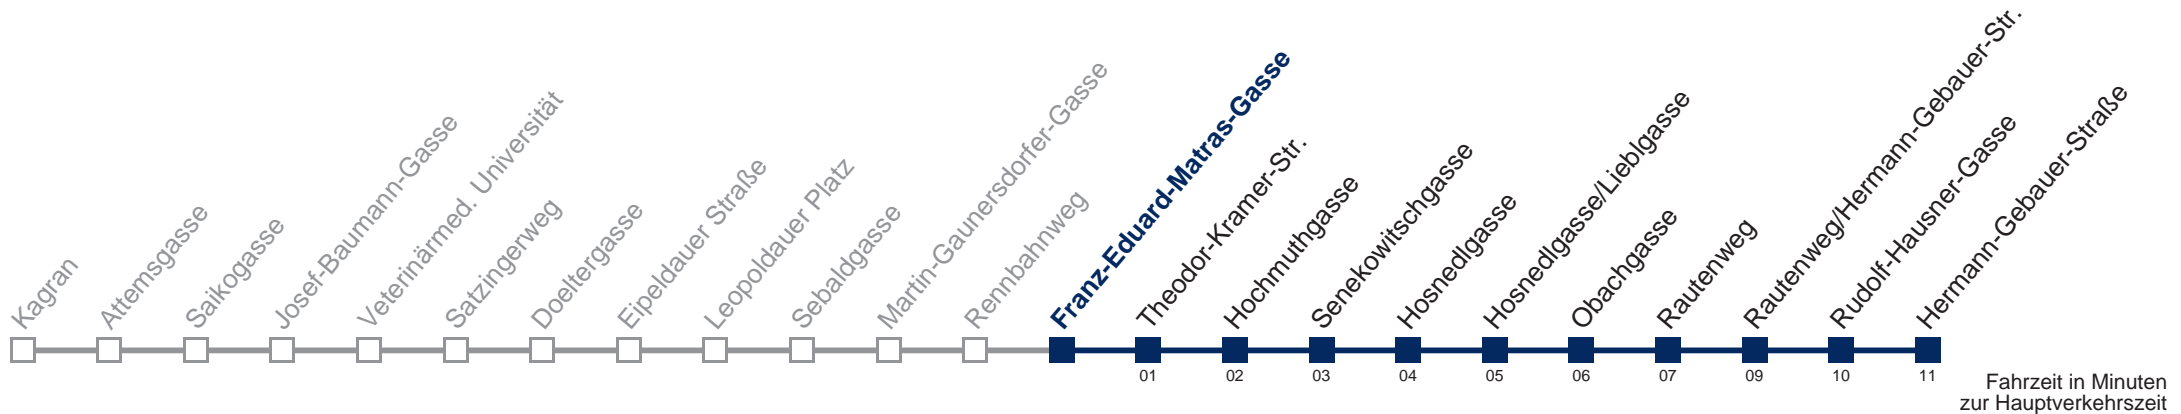 Kagran
Attemsgasse
Saikogasse
Josef-Baumann-Gasse
Veterinärmed. Universität
Satzingerweg
Doeltergasse
Eipeldauer Straße
Leopoldauer Platz
Sebaldgasse
Martin-Gaunersdorfer-Gasse
Rennbahnweg
Franz-Eduard-Matras-Gasse
Theodor-Kramer-Str.
Hochmuthgasse
Senekowitschgasse
Hosnedlgasse
Hosnedlgasse/Lieblgasse
Obachgasse
Rautenweg
Rautenweg/Hermann-Gebauer-Str.
Rudolf-Hausner-Gasse
Hermann-Gebauer-Straße
01 02 03 04 05 06 07 09 10 11
Fahrzeit in Minuten
zur Hauptverkehrszeit